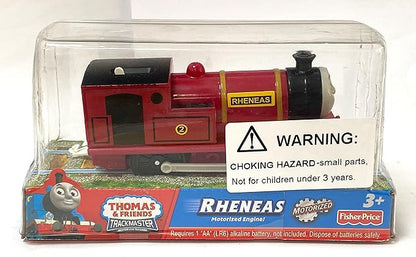 RHENEAS
2
WARNING:
CHOKING HAZARD-small parts,
Not for children under 3 years.
THOMAS
& FRIENDS
TRACKMASTER
RHENEAS
Motorized Engine!
MOTORIZED
3+
Fisher-Price
Requires 1 "AA" (LR6) alkaline battery, not included. Dispose of batteries safely.